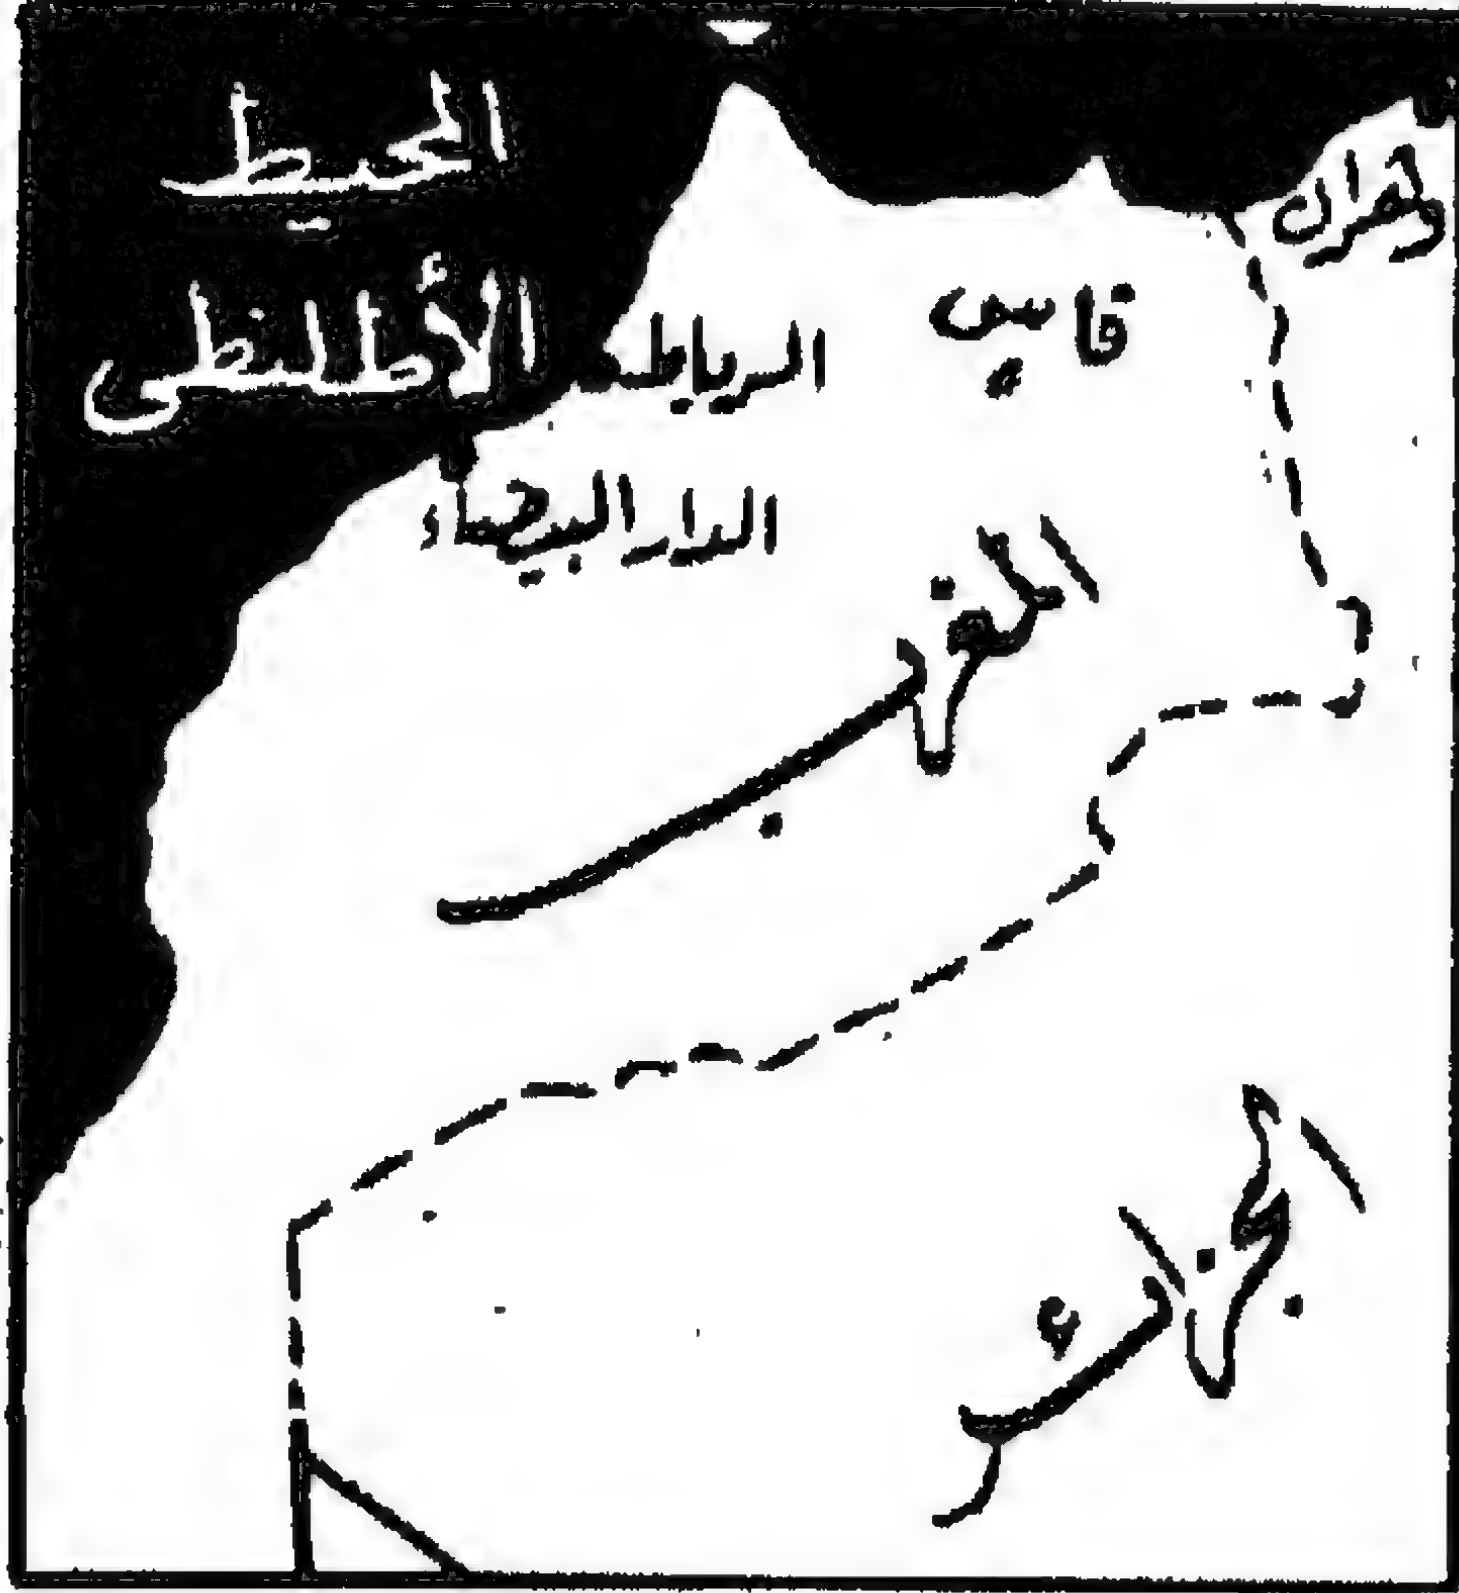 المحيط
الأطلنطى
وهران
فاس
الرباط
الدار البيضاء
المغرب
الجزائر